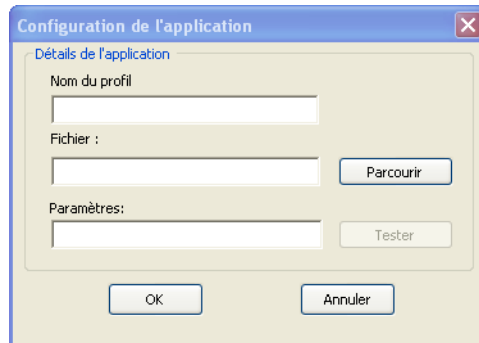 Configuration de l'application
Détails de l'application
Nom du profil
Fichier :
Parcourir
Paramètres:
Tester
OK
Annuler